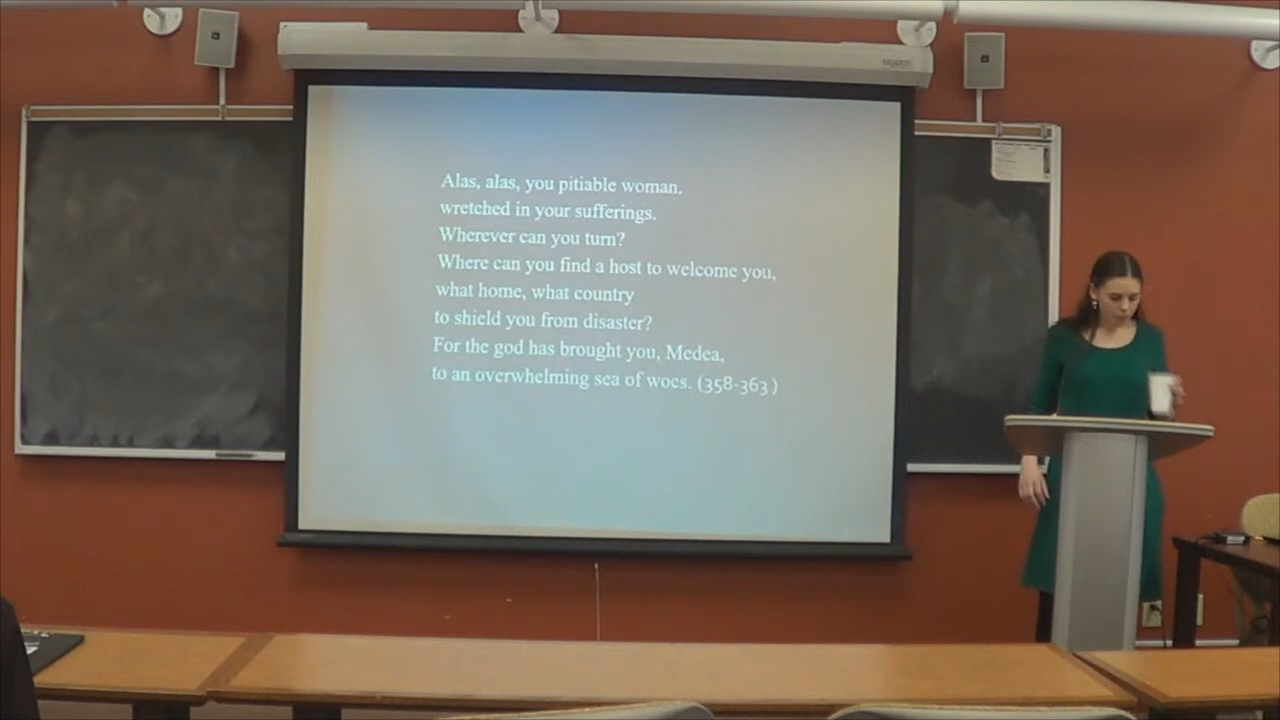 Alas, alas, you pitiable woman.
wretched in your sufferings.
Wherever can you turn?
Where can you find a host to welcome you,
what home, what country
to shield you from disaster?
For the god has brought you, Medea,
to an overwhelming sea of woes. (358-363 )